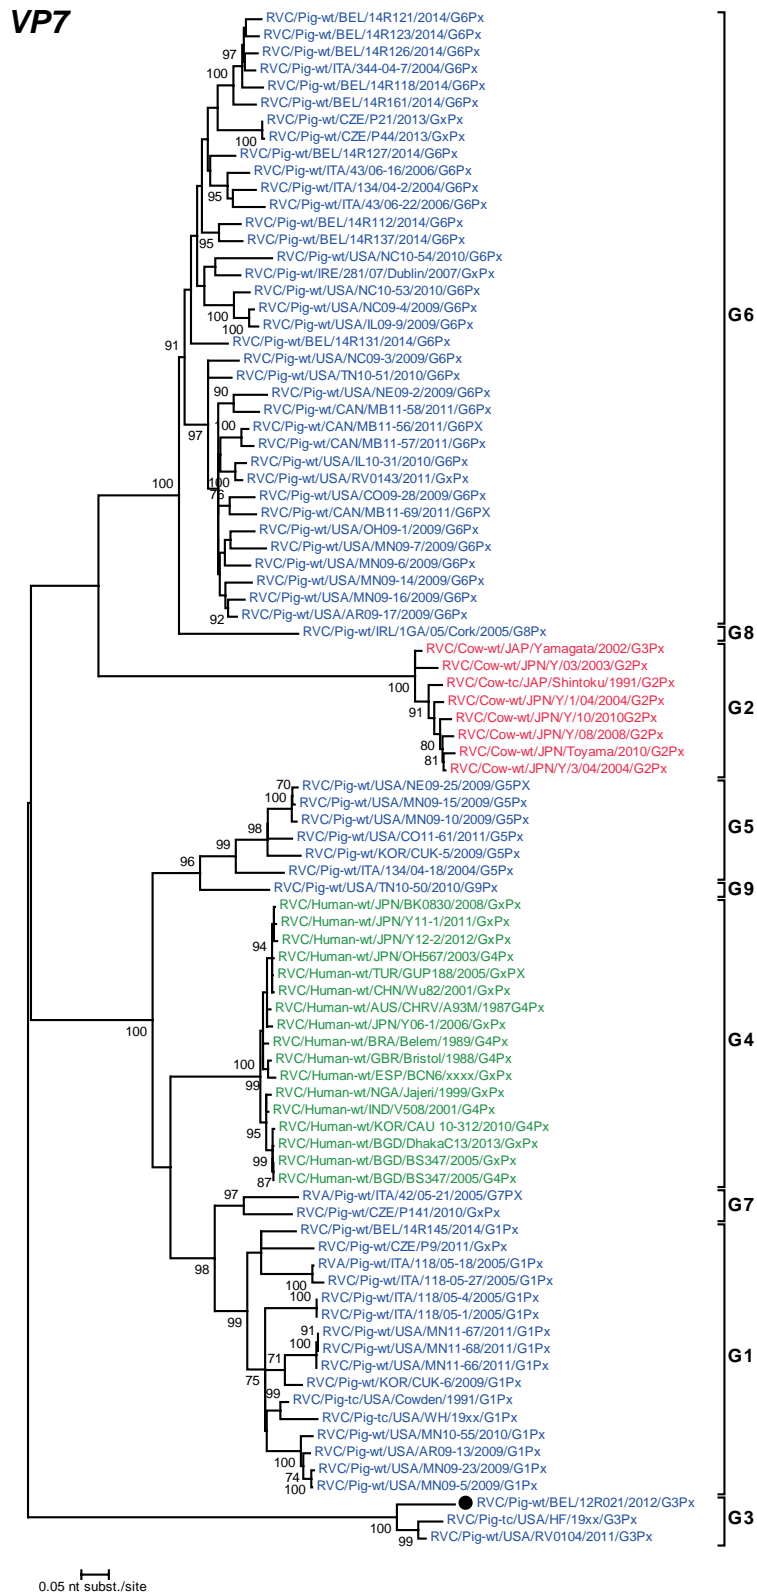 VP7
RVC/Pig-wt/BEL/14R121/2014/G6Px
RVC/Pig-wt/BEL/14R123/2014/G6Px
97
RVC/Pig-wt/BEL/14R126/2014/G6Px
RVC/Pig-wt/ITA/344-04-7/2004/G6Px
100
RVC/Pig-wt/BEL/14R118/2014/G6Px
RVC/Pig-wt/BEL/14R161/2014/G6Px
RVC/Pig-wt/CZE/P21/2013/GxPx
100
RVC/Pig-wt/CZE/P44/2013/GxPx
RVC/Pig-wt/BEL/14R127/2014/G6Px
RVC/Pig-wt/ITA/43/06-16/2006/G6Px
95
RVC/Pig-wt/ITA/134/04-2/2004/G6Px
RVC/Pig-wt/ITA/43/06-22/2006/G6Px
RVC/Pig-wt/BEL/14R112/2014/G6Px
95
RVC/Pig-wt/BEL/14R137/2014/G6Px
RVC/Pig-wt/USA/NC10-54/2010/G6Px
RVC/Pig-wt/IRE/281/07/Dublin/2007/GxPx
RVC/Pig-wt/USA/NC10-53/2010/G6Px
100
RVC/Pig-wt/USA/NC09-4/2009/G6Px
G6
100
RVC/Pig-wt/USA/IL09-9/2009/G6Px
91
RVC/Pig-wt/BEL/14R131/2014/G6Px
RVC/Pig-wt/USA/NC09-3/2009/G6Px
RVC/Pig-wt/USA/TN10-51/2010/G6Px
90
RVC/Pig-wt/USA/NE09-2/2009/G6Px
RVC/Pig-wt/CAN/MB11-58/2011/G6Px
97
100
RVC/Pig-wt/CAN/MB11-56/2011/G6PX
RVC/Pig-wt/CAN/MB11-57/2011/G6Px
RVC/Pig-wt/USA/IL10-31/2010/G6Px
100
100
RVC/Pig-wt/USA/RV0143/2011/GxPx
76
RVC/Pig-wt/USA/CO09-28/2009/G6Px
RVC/Pig-wt/CAN/MB11-69/2011/G6PX
RVC/Pig-wt/USA/OH09-1/2009/G6Px
RVC/Pig-wt/USA/MN09-7/2009/G6Px
RVC/Pig-wt/USA/MN09-6/2009/G6Px
RVC/Pig-wt/USA/MN09-14/2009/G6Px
RVC/Pig-wt/USA/MN09-16/2009/G6Px
92
RVC/Pig-wt/USA/AR09-17/2009/G6Px
RVC/Pig-wt/IRL/1GA/05/Cork/2005/G8Px
G8
RVC/Cow-wt/JAP/Yamagata/2002/G3Px
RVC/Cow-wt/JPN/Y/03/2003/G2Px
100
RVC/Cow-tc/JAP/Shintoku/1991/G2Px
RVC/Cow-wt/JPN/Y/1/04/2004/G2Px
G2
91
RVC/Cow-wt/JPN/Y/10/2010G2Px
RVC/Cow-wt/JPN/Y/08/2008/G2Px
80
RVC/Cow-wt/JPN/Toyama/2010/G2Px
81
RVC/Cow-wt/JPN/Y/3/04/2004/G2Px
70
RVC/Pig-wt/USA/NE09-25/2009/G5PX
100
RVC/Pig-wt/USA/MN09-15/2009/G5Px
RVC/Pig-wt/USA/MN09-10/2009/G5Px
G5
98
RVC/Pig-wt/USA/CO11-61/2011/G5Px
99
RVC/Pig-wt/KOR/CUK-5/2009/G5Px
96
RVC/Pig-wt/ITA/134/04-18/2004/G5Px
RVC/Pig-wt/USA/TN10-50/2010/G9Px
G9
RVC/Human-wt/JPN/BK0830/2008/GxPx
RVC/Human-wt/JPN/Y11-1/2011/GxPx
94
RVC/Human-wt/JPN/Y12-2/2012/GxPx
RVC/Human-wt/JPN/OH567/2003/G4Px
RVC/Human-wt/TUR/GUP188/2005/GxPX
RVC/Human-wt/CHN/Wu82/2001/GxPx
RVC/Human-wt/AUS/CHRV/A93M/1987G4Px
100
RVC/Human-wt/JPN/Y06-1/2006/GxPx
G4
RVC/Human-wt/BRA/Belem/1989/G4Px
100
RVC/Human-wt/GBR/Bristol/1988/G4Px
RVC/Human-wt/ESP/BCN6/xxxx/GxPx
99
RVC/Human-wt/NGA/Jajeri/1999/GxPx
RVC/Human-wt/IND/V508/2001/G4Px
95
RVC/Human-wt/KOR/CAU 10-312/2010/G4Px
RVC/Human-wt/BGD/DhakaC13/2013/GxPx
99
RVC/Human-wt/BGD/BS347/2005/GxPx
87
RVC/Human-wt/BGD/BS347/2005/G4Px
97
RVA/Pig-wt/ITA/42/05-21/2005/G7PX
G7
RVC/Pig-wt/CZE/P141/2010/GxPx
RVC/Pig-wt/BEL/14R145/2014/G1Px
RVC/Pig-wt/CZE/P9/2011/GxPx
98
RVA/Pig-wt/ITA/118/05-18/2005/G1Px
100
RVC/Pig-wt/ITA/118-05-27/2005/G1Px
100
RVC/Pig-wt/ITA/118/05-4/2005/G1Px
99
RVC/Pig-wt/ITA/118/05-1/2005/G1Px
91
RVC/Pig-wt/USA/MN11-67/2011/G1Px
100
RVC/Pig-wt/USA/MN11-68/2011/G1Px
G1
71
RVC/Pig-wt/USA/MN11-66/2011/G1Px
75
RVC/Pig-wt/KOR/CUK-6/2009/G1Px
99
RVC/Pig-tc/USA/Cowden/1991/G1Px
RVC/Pig-tc/USA/WH/19xx/G1Px
RVC/Pig-wt/USA/MN10-55/2010/G1Px
RVC/Pig-wt/USA/AR09-13/2009/G1Px
100
RVC/Pig-wt/USA/MN09-23/2009/G1Px
74
100
RVC/Pig-wt/USA/MN09-5/2009/G1Px
RVC/Pig-wt/BEL/12R021/2012/G3Px
100
RVC/Pig-tc/USA/HF/19xx/G3Px
G3
99
RVC/Pig-wt/USA/RV0104/2011/G3Px
0.05 nt subst./site